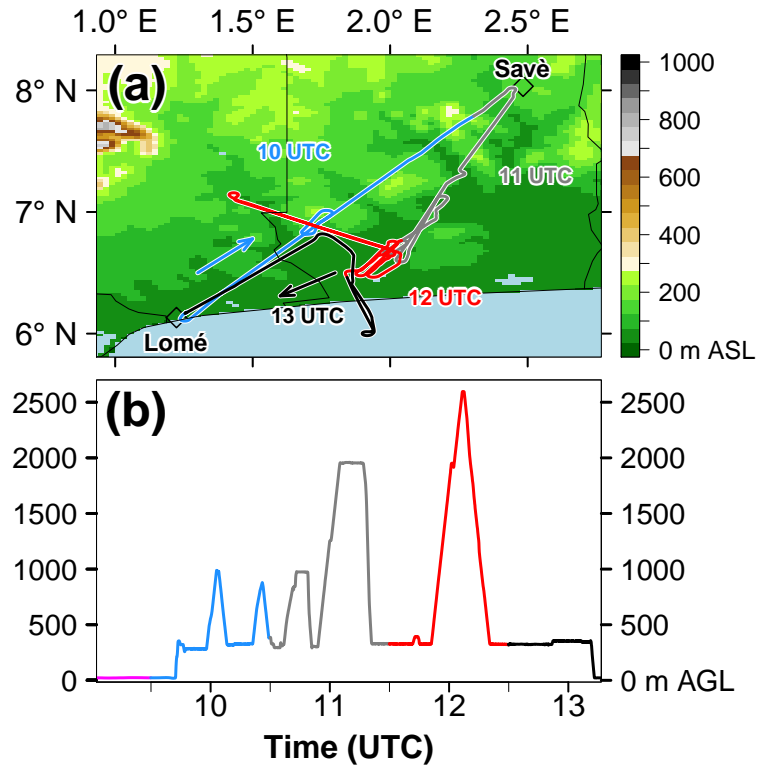 1.0° E 1.5° E 2.0° E 2.5° E
(a)
Savè
8° N
7° N
6° N
10 UTC
11 UTC
12 UTC
13 UTC
Lomé
1000
800
600
400
200
0 m ASL
(b)
2500
2000
1500
1000
500
0
2500
2000
1500
1000
500
0 m AGL
10 11 12 13
Time (UTC)